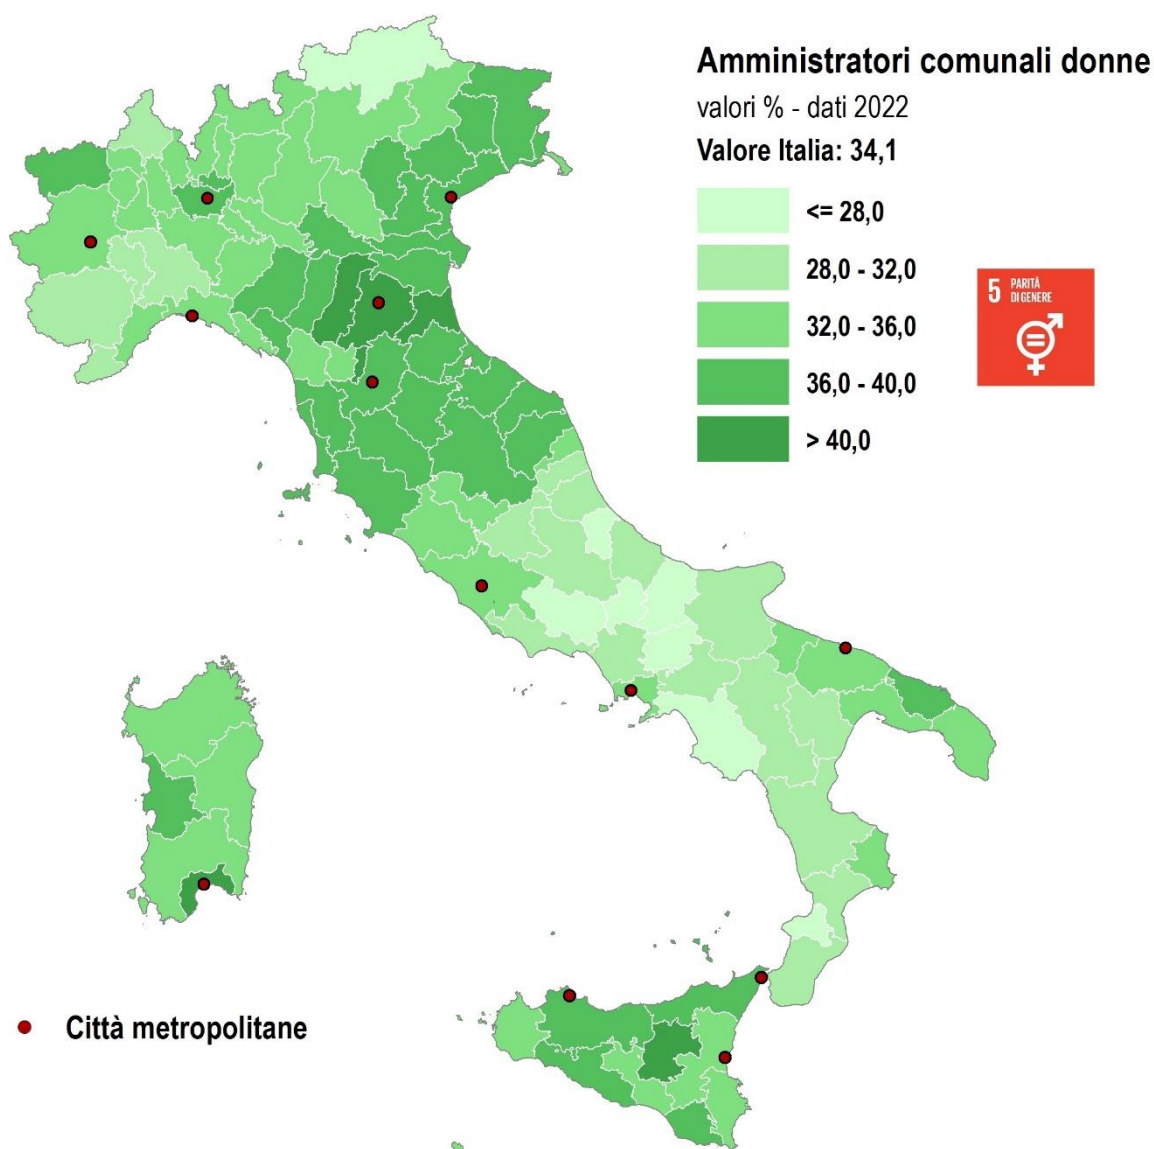 Amministratori comunali donne
valori % - dati 2022
Valore Italia: 34,1
<= 28,0
28,0 - 32,0
32,0 - 36,0
36,0 - 40,0
> 40,0
5 PARITÀ
DI GENERE
Città metropolitane